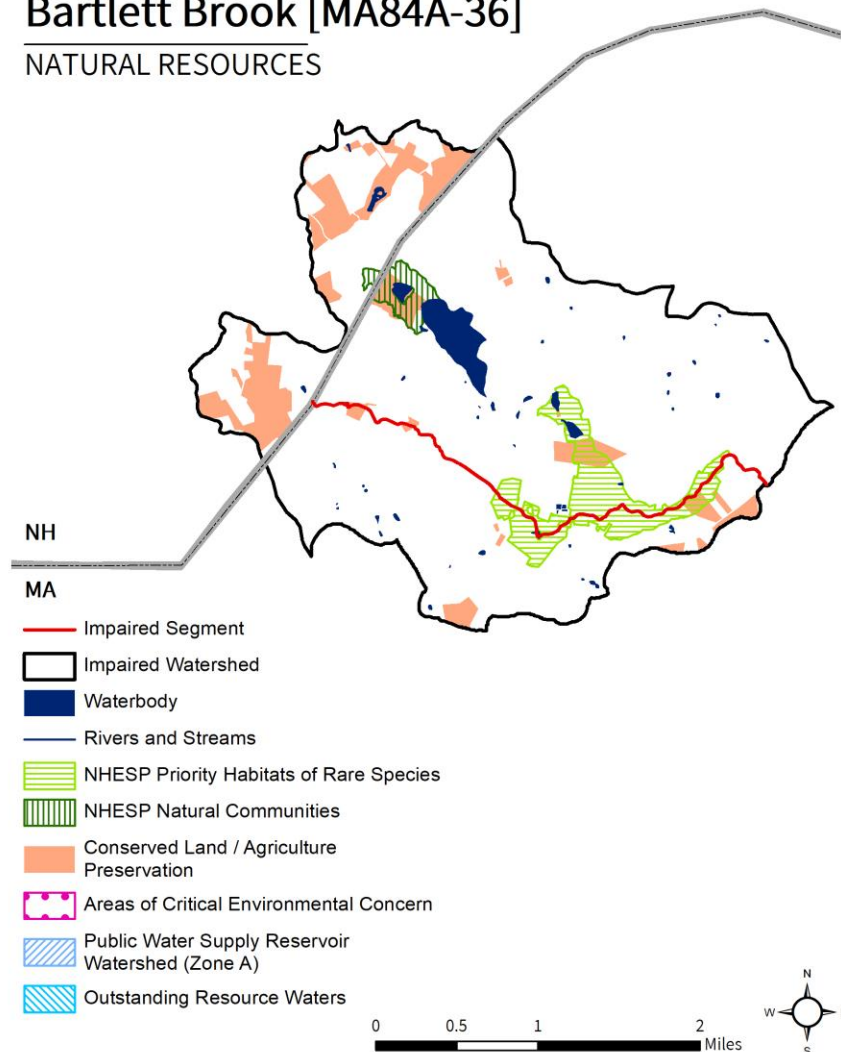 Bartlett Brook [MA84A-36]
NATURAL RESOURCES
NH
MA
Impaired Segment
Impaired Watershed
Waterbody
Rivers and Streams
NHESP Priority Habitats of Rare Species
NHESP Natural Communities
Conserved Land / Agriculture
Preservation
Areas of Critical Environmental Concern
Public Water Supply Reservoir
Watershed (Zone A)
Outstanding Resource Waters
0 0.5 1 2
Miles
N
W
S